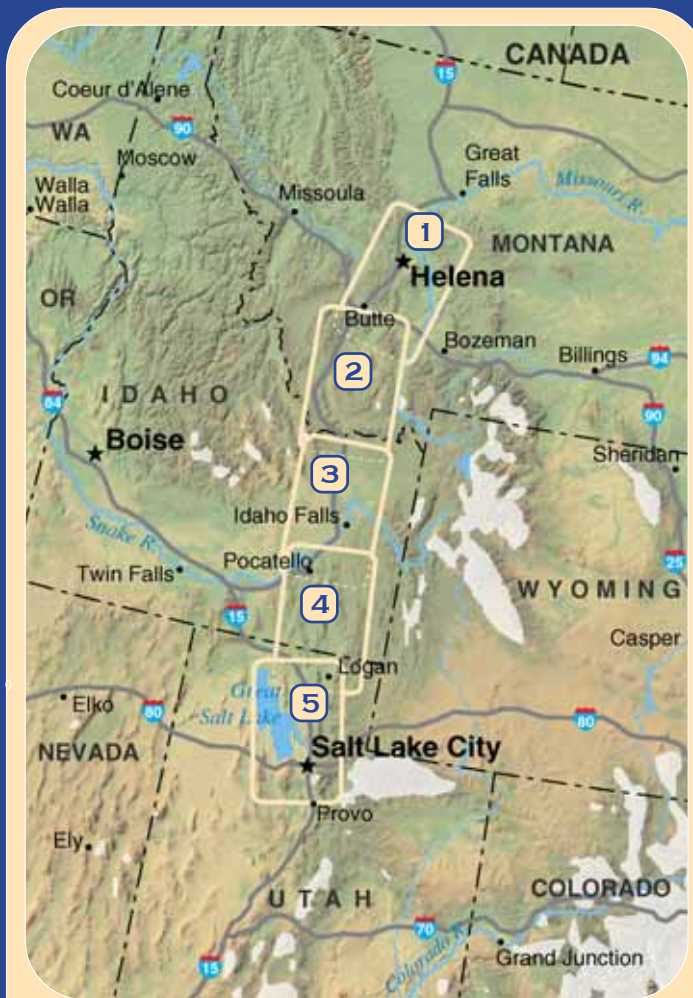 CANADA
15
Coeur d'Alene
WA
90
Moscow
Great
Falls
Missouri R.
Walla
Walla
Missoula
1
MONTANA
Helena
OR
Butte
Bozeman
Billings
94
2
90
IDAHO
84
Boise
Sheridan
3
Idaho Falls
Snake R.
Pocatello
25
Twin Falls
4
WYOMING
15
Casper
Logan
Elko
Great
Salt Lake
5
80
80
NEVADA
Salt Lake City
Provo
Ely
UTAH
COLORADO
70
Colorado R.
Grand Junction
15